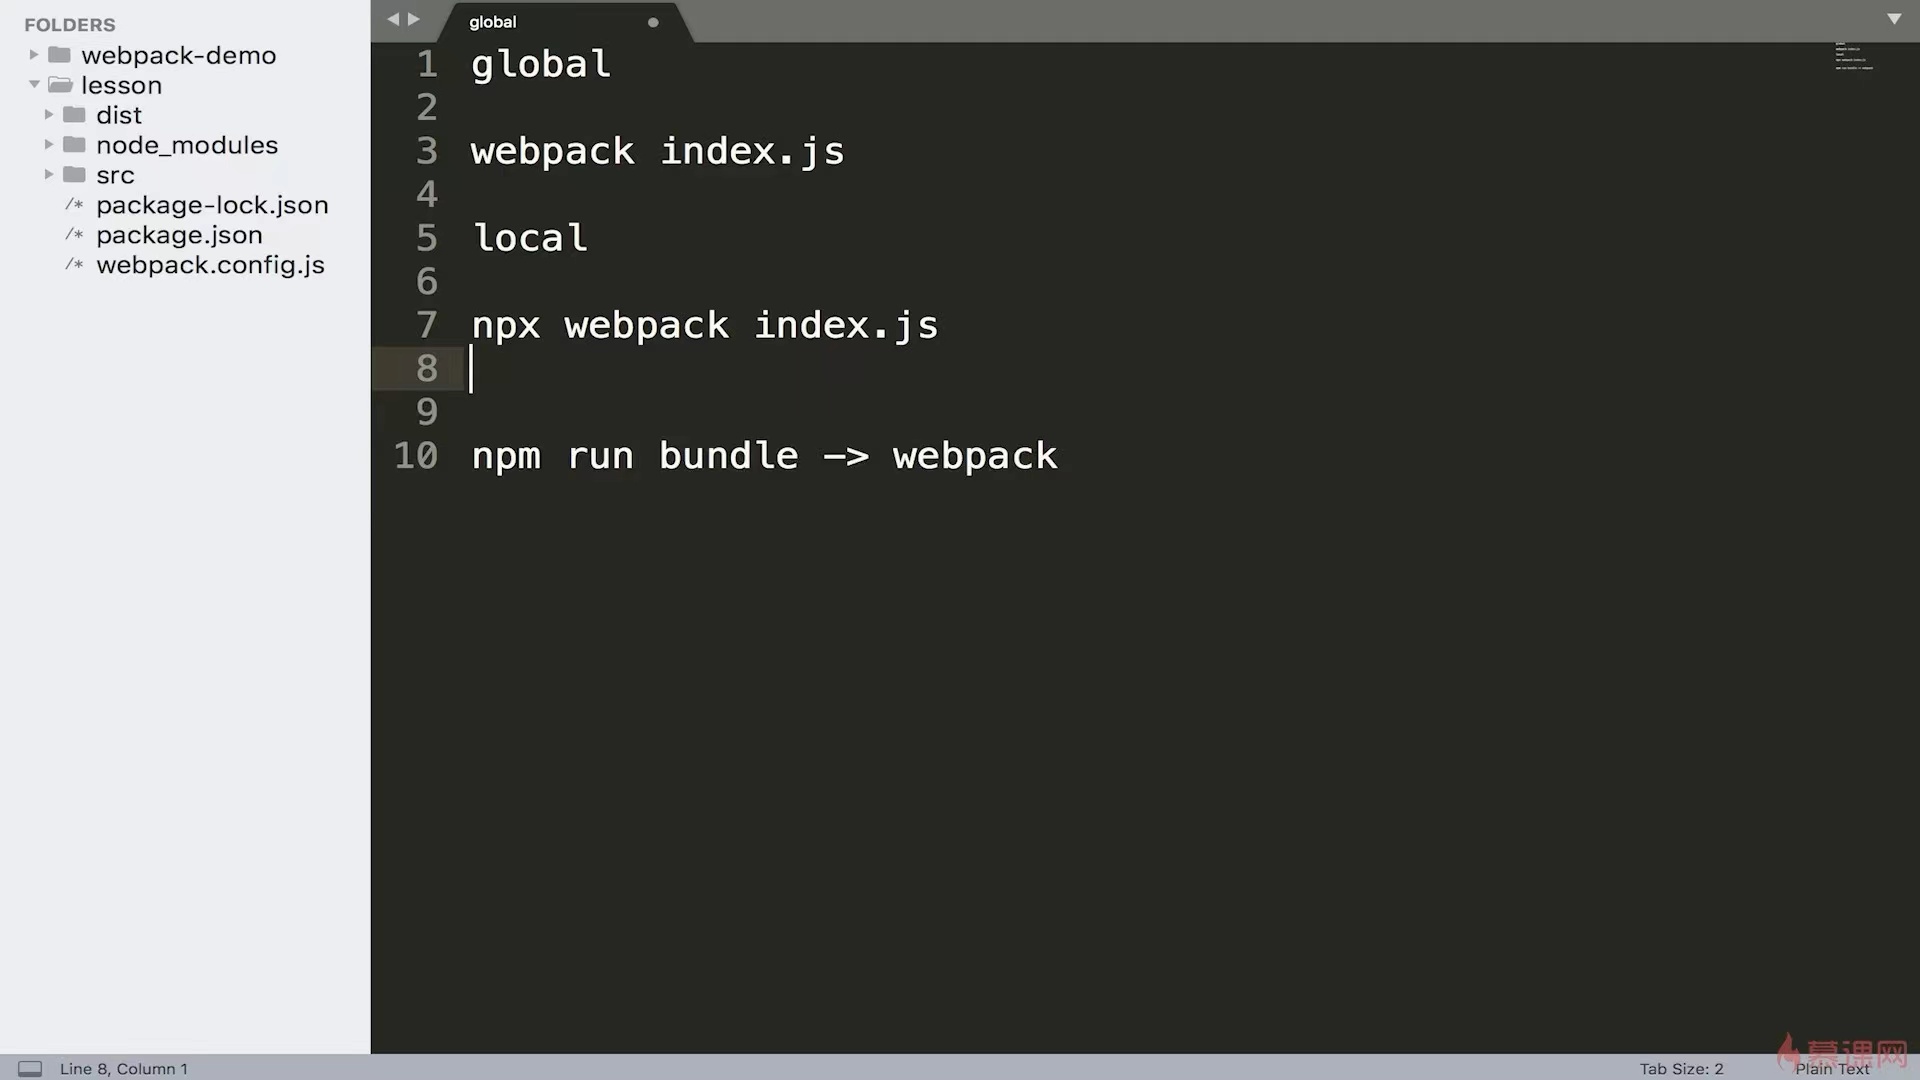 FOLDERS
webpack-demo
lesson
dist
node_modules
src
/* package-lock.json
/* package.json
/* webpack.config.js
global
1 global
2
3 webpack index.js
4
5 local
6
7 npx webpack index.js
8
9
10 npm run bundle -> webpack
Line 8, Column 1
Tab Size: 2
Plain Text
慕课网